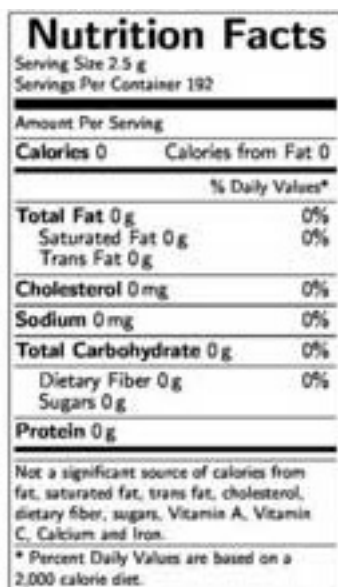 Nutrition Facts
Serving Size 2.5 g
Servings Per Container 192
Amount Per Serving
Calories 0 Calories from Fat 0
% Daily Values*
Total Fat 0 g 0%
Saturated Fat 0 g 0%
Trans Fat 0 g
Cholesterol 0 mg 0%
Sodium 0 mg 0%
Total Carbohydrate 0 g 0%
Dietary Fiber 0 g 0%
Sugars 0 g
Protein 0 g
Not a significant source of calories from
fat, saturated fat, trans fat, cholesterol,
dietary fiber, sugars, Vitamin A, Vitamin
C, Calcium and Iron.
* Percent Daily Values are based on a
2,000 calorie diet.